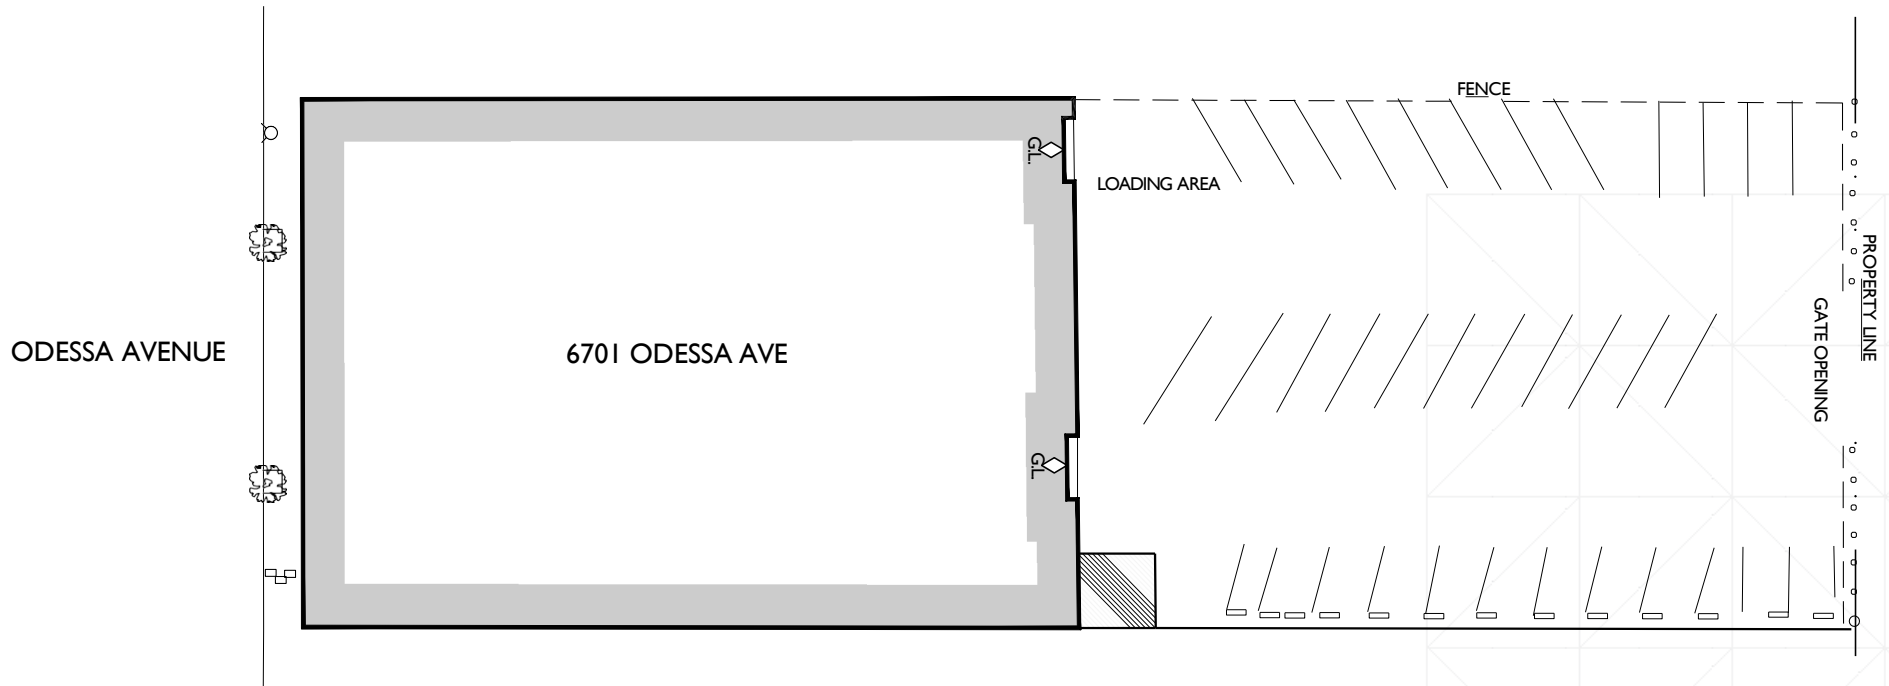 FENCE
G.L.
LOADING AREA
PROPERTY LINE
GATE OPENING
ODESSA AVENUE
6701 ODESSA AVE
G.L.